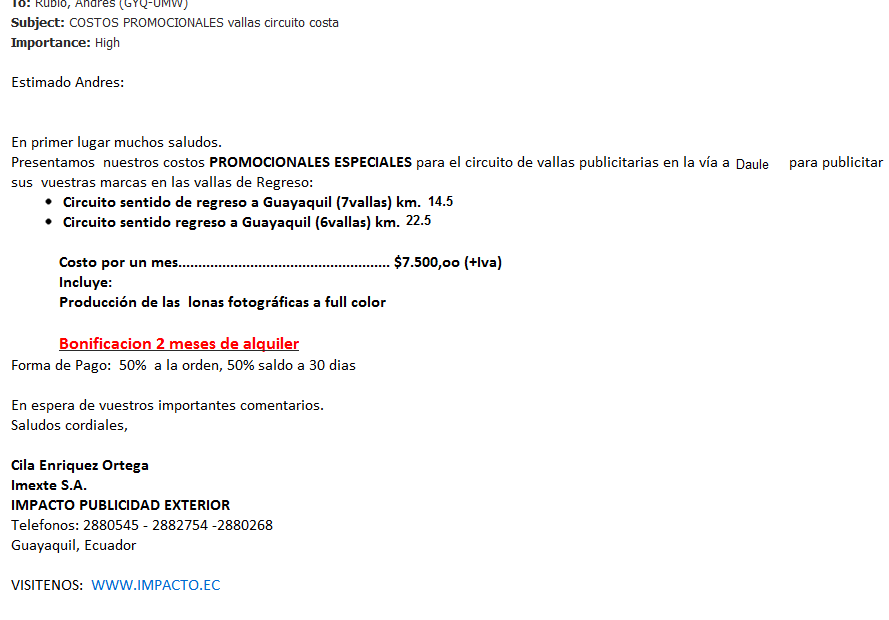 To: Rubio, Andres (GYQ-UMW)
Subject: COSTOS PROMOCIONALES vallas circuito costa
Importance: High
Estimado Andres:
En primer lugar muchos saludos.
Presentamos nuestros costos PROMOCIONALES ESPECIALES para el circuito de vallas publicitarias en la vía a Daule para publicitar
sus vuestras marcas en las vallas de Regreso:
• Circuito sentido de regreso a Guayaquil (7vallas) km. 14.5
• Circuito sentido regreso a Guayaquil (6vallas) km. 22.5
Costo por un mes..................................................... $7.500,oo (+Iva)
Incluye:
Producción de las lonas fotográficas a full color
Bonificacion 2 meses de alquiler
Forma de Pago: 50% a la orden, 50% saldo a 30 dias
En espera de vuestros importantes comentarios.
Saludos cordiales,
Cila Enriquez Ortega
Imexte S.A.
IMPACTO PUBLICIDAD EXTERIOR
Telefonos: 2880545 - 2882754 -2880268
Guayaquil, Ecuador
VISITENOS: WWW.IMPACTO.EC